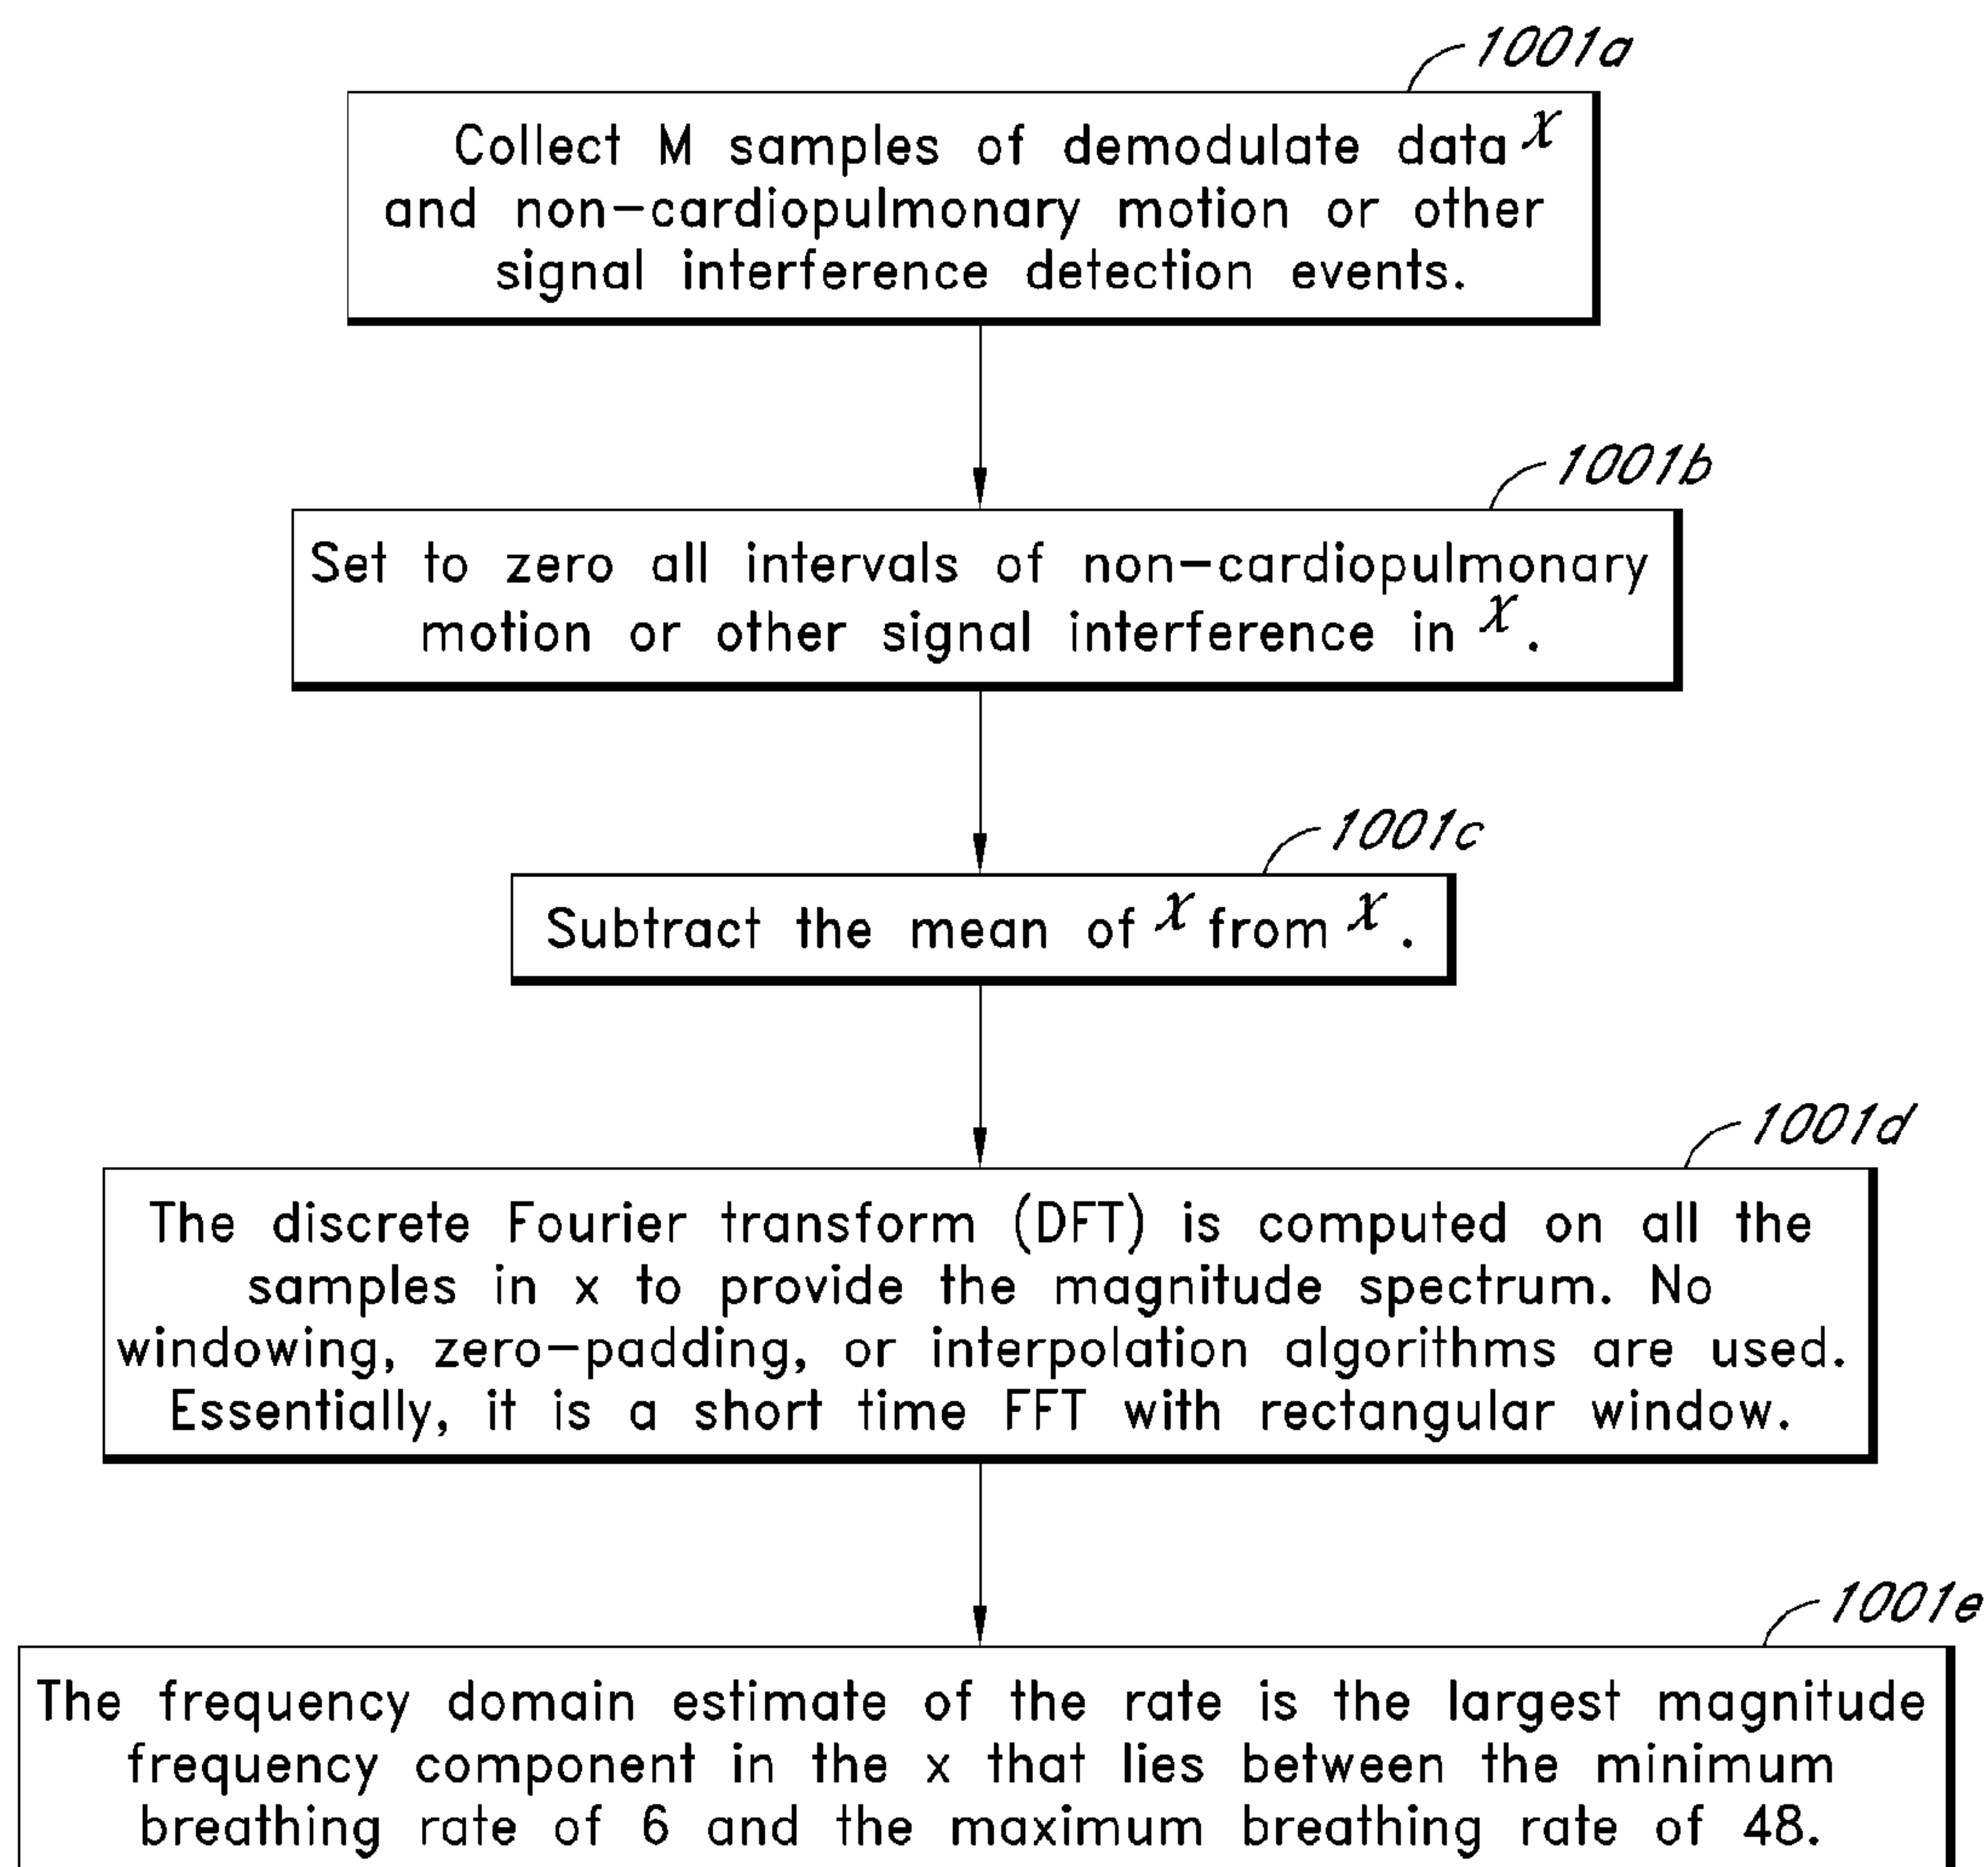 1001a
Collect M samples of demodulate data x
and non-cardiopulmonary motion or other
signal interference detection events.
1001b
Set to zero all intervals of non-cardiopulmonary
motion or other signal interference in x.
1001c
Subtract the mean of x from x.
1001d
The discrete Fourier transform (DFT) is computed on all the
samples in x to provide the magnitude spectrum. No
windowing, zero-padding, or interpolation algorithms are used.
Essentially, it is a short time FFT with rectangular window.
1001e
The frequency domain estimate of the rate is the largest magnitude
frequency component in the x that lies between the minimum
breathing rate of 6 and the maximum breathing rate of 48.